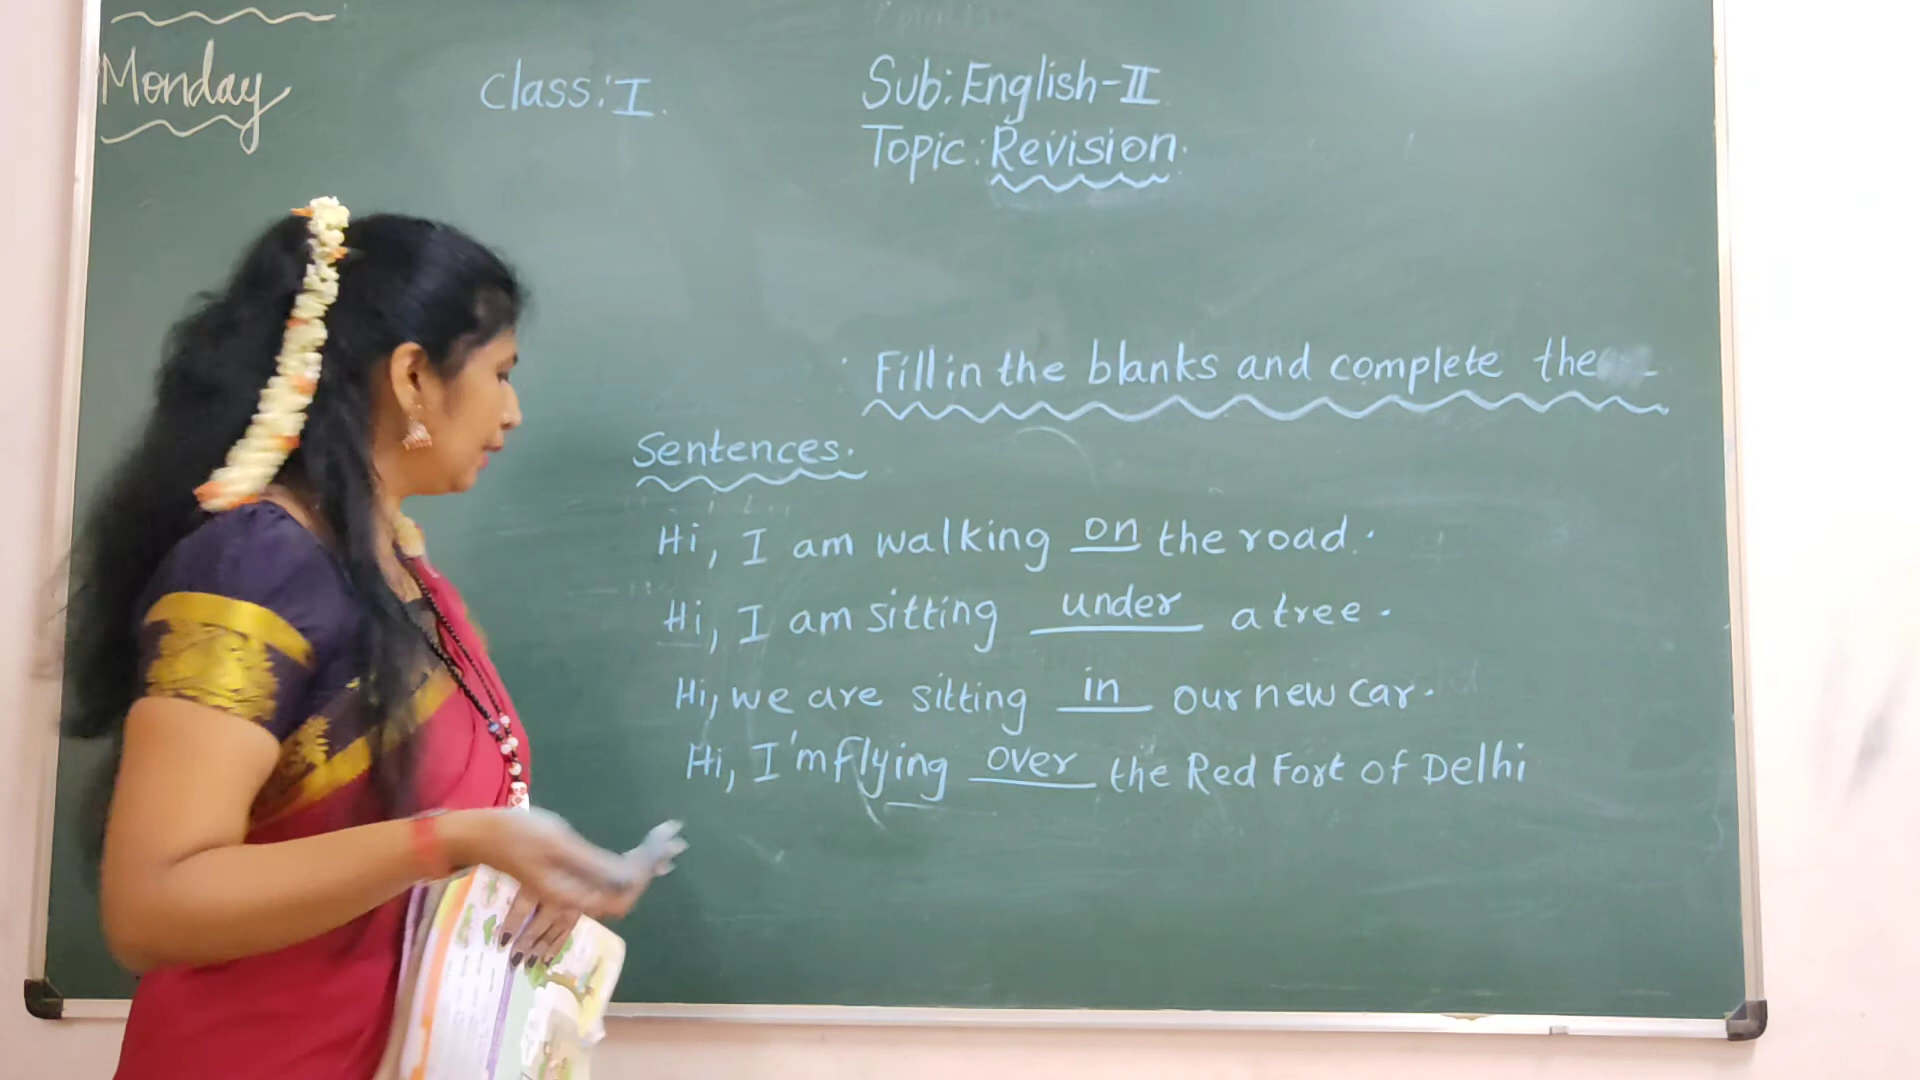 Monday
Class: I.
Sub: English-II
Topic: Revision.
Fill in the blanks and complete the
Sentences.
Hi, I am walking on the road.
Hi, I am sitting under a tree.
Hi, we are sitting in our new car.
Hi, I'm flying over the Red Fort of Delhi